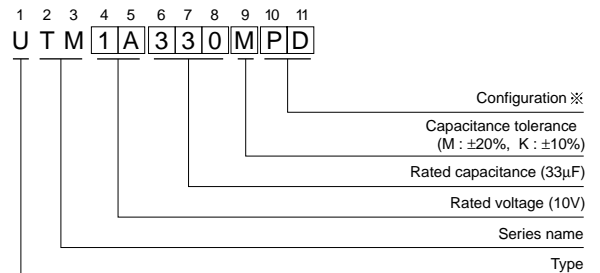 1 2 3 4 5 6 7 8 9 10 11
U T M 1 A 3 3 0 M P D
Configuration ※
Capacitance tolerance
(M : ±20%, K : ±10%)
Rated capacitance (33µF)
Rated voltage (10V)
Series name
Type